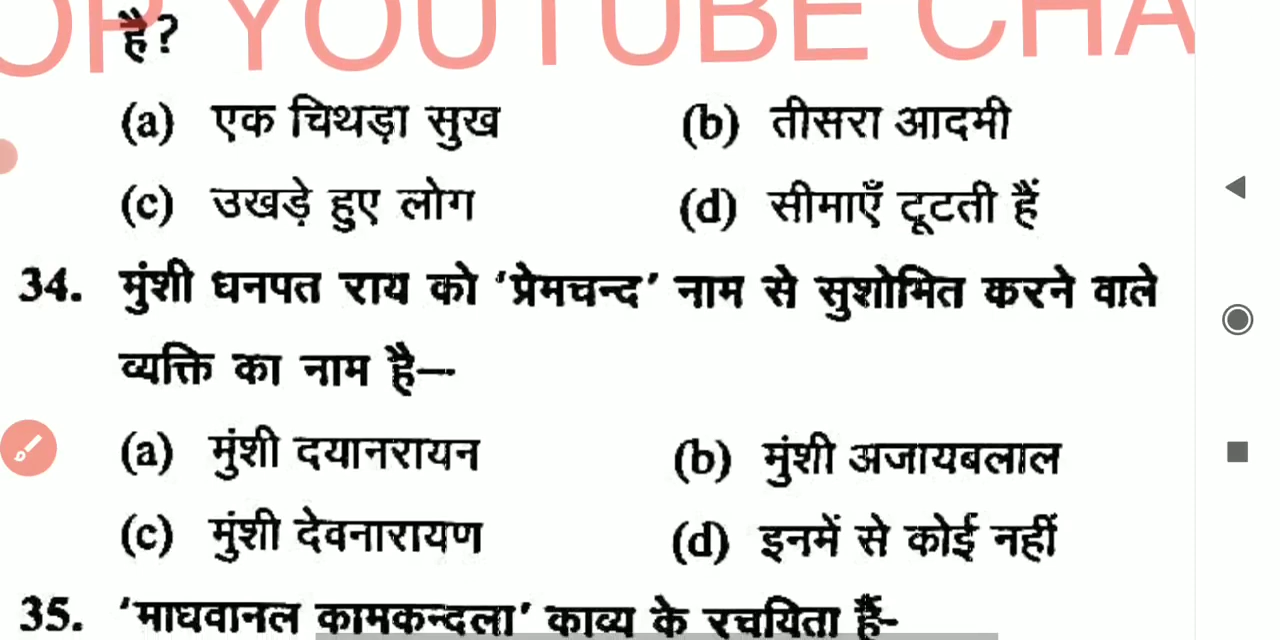 OR YOUTUBE CHA
है?
(a) एक चिथड़ा सुख (b) तीसरा आदमी
(c) उखड़े हुए लोग (d) सीमाएँ टूटती हैं
34. मुंशी धनपत राय को ‘प्रेमचन्द’ नाम से सुशोभित करने वाले
व्यक्ति का नाम है—
(a) मुंशी दयानरायन (b) मुंशी अजायबलाल
(c) मुंशी देवनारायण (d) इनमें से कोई नहीं
35. ‘माधवानल कामकन्दला’ काव्य के रचयिता हैं-